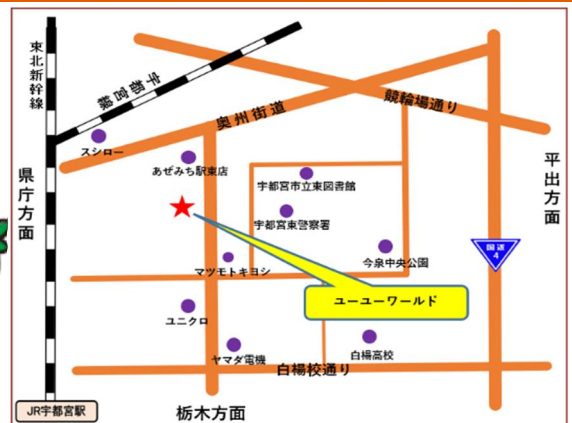 東北新幹線
宇都宮線
奥州街道
競輪場通り
スシロー
あぜみち駅東店
県庁方面
平出方面
宇都宮市立東図書館
宇都宮東警察署
今泉中央公園
国道
4
マツモトキヨシ
ユーユーワールド
ユニクロ
ヤマダ電機
白楊高校
白楊校通り
JR宇都宮駅
栃木方面